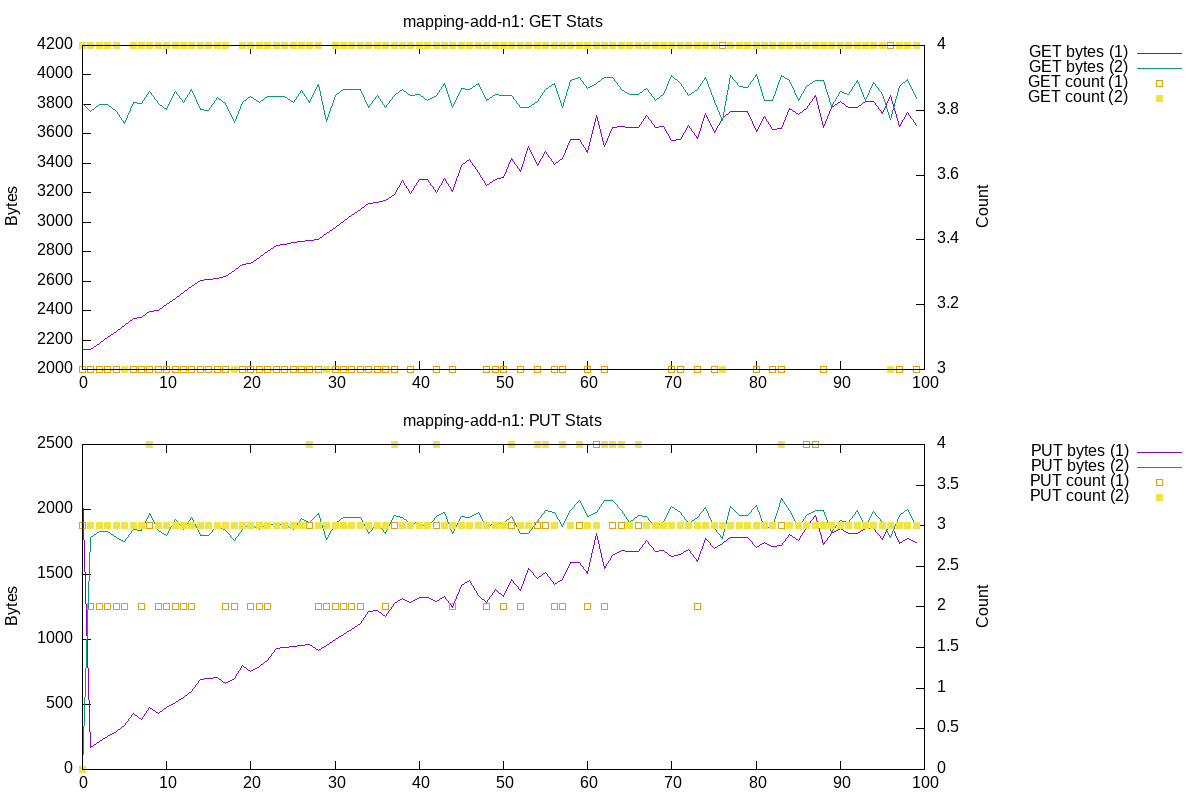 mapping-add-n1: GET Stats
GET bytes (1)
GET bytes (2)
GET count (1)
GET count (2)
4200
4000
3800
3600
3400
3200
3000
2800
2600
2400
2200
2000
Bytes
4
3.8
3.6
3.4
3.2
3
Count
0 10 20 30 40 50 60 70 80 90 100
mapping-add-n1: PUT Stats
PUT bytes (1)
PUT bytes (2)
PUT count (1)
PUT count (2)
2500
2000
1500
1000
500
0
Bytes
4
3.5
3
2.5
2
1.5
1
0.5
0
Count
0 10 20 30 40 50 60 70 80 90 100